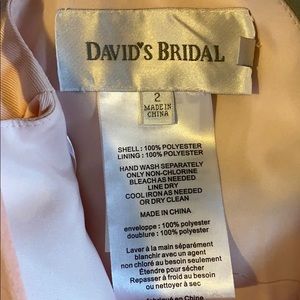 DAVID'S BRIDAL
2
MADE IN
CHINA
SHELL : 100% POLYESTER
LINING : 100% POLYESTER
HAND WASH SEPARATELY
ONLY NON-CHLORINE
BLEACH AS NEEDED
LINE DRY
COOL IRON AS NEEDED
OR DRY CLEAN
MADE IN CHINA
enveloppe : 100% polyester
doublure : 100% polyester
Laver à la main séparément
blanchir avec un agent
non chloré au besoin seulement
Étendre pour sécher
Repasser à froid au besoin
ou nettoyer à sec
fabriqué en Chine